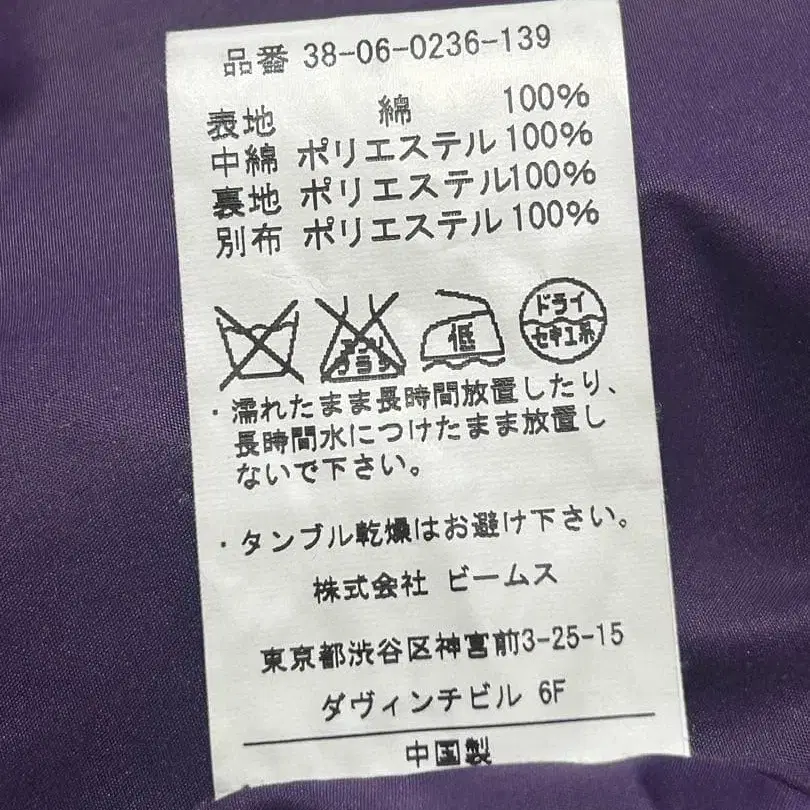 品番 38-06-0236-139
表地 綿 100%
中綿 ポリエステル 100%
裏地 ポリエステル 100%
別布 ポリエステル 100%
低
ドライ
セキユ系
・濡れたまま長時間放置したり、
長時間水につけたまま放置し
ないで下さい。
・タンブル乾燥はお避け下さい。
株式会社 ビームス
東京都渋谷区神宮前3-25-15
ダヴィンチビル 6F
中国製